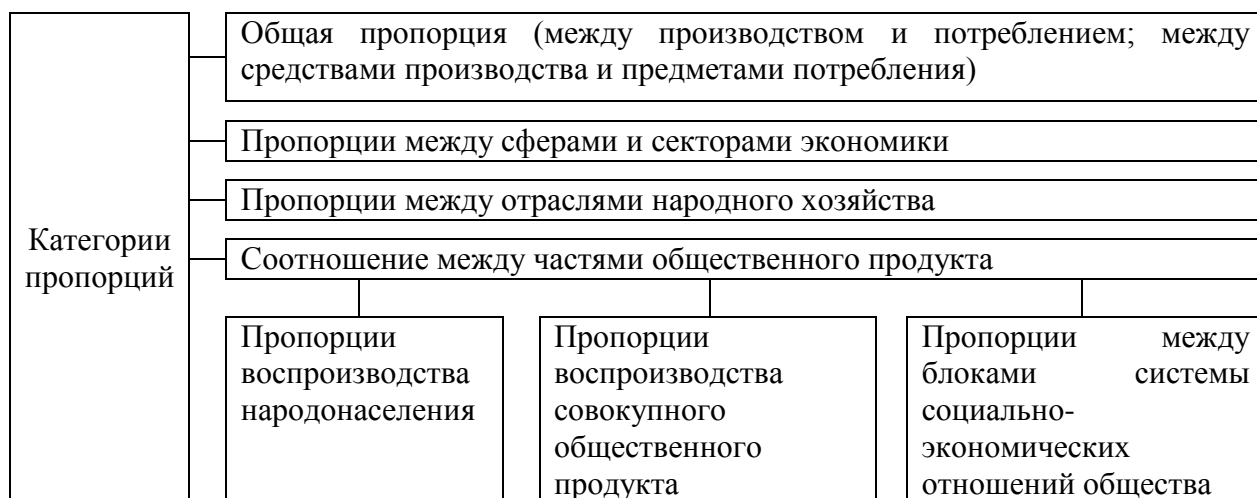 Общая пропорция (между производством и потреблением; между
средствами производства и предметами потребления)
Пропорции между сферами и секторами экономики
Пропорции между отраслями народного хозяйства
Категории
пропорций
Соотношение между частями общественного продукта
Пропорции
воспроизводства
народонаселения
Пропорции
воспроизводства
совокупного
общественного
продукта
Пропорции между
блоками системы
социально-
экономических
отношений общества